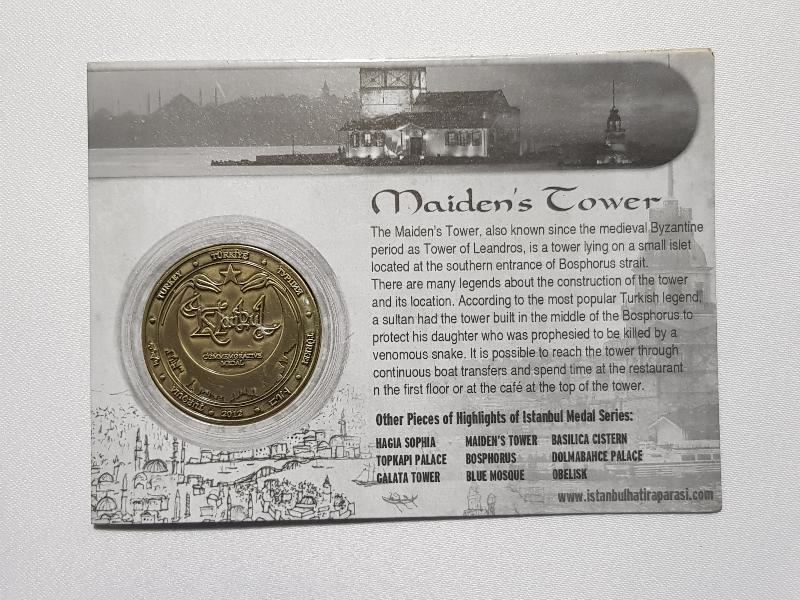 Maiden's Tower
The Maiden's Tower, also known since the medieval Byzantine
period as Tower of Leandros, is a tower lying on a small islet
located at the southern entrance of Bosphorus strait.
There are many legends about the construction of the tower
and its location. According to the most popular Turkish legend,
a sultan had the tower built in the middle of the Bosphorus to
protect his daughter who was prophesied to be killed by a
venomous snake. It is possible to reach the tower through
continuous boat transfers and spend time at the restaurant
n the first floor or at the café at the top of the tower.
TURKEY • TÜRKİYE
TÜRKEI
TURQUIA • 2012
Istanbul
COMMEMORATIVE
MEDAL
Other Pieces of Highlights of Istanbul Medal Series:
HAGIA SOPHIA MAIDEN'S TOWER BASILICA CISTERN
TOPKAPI PALACE BOSPHORUS DOLMABAHCE PALACE
GALATA TOWER BLUE MOSQUE OBELISK
www.istanbulhatiraparasi.com